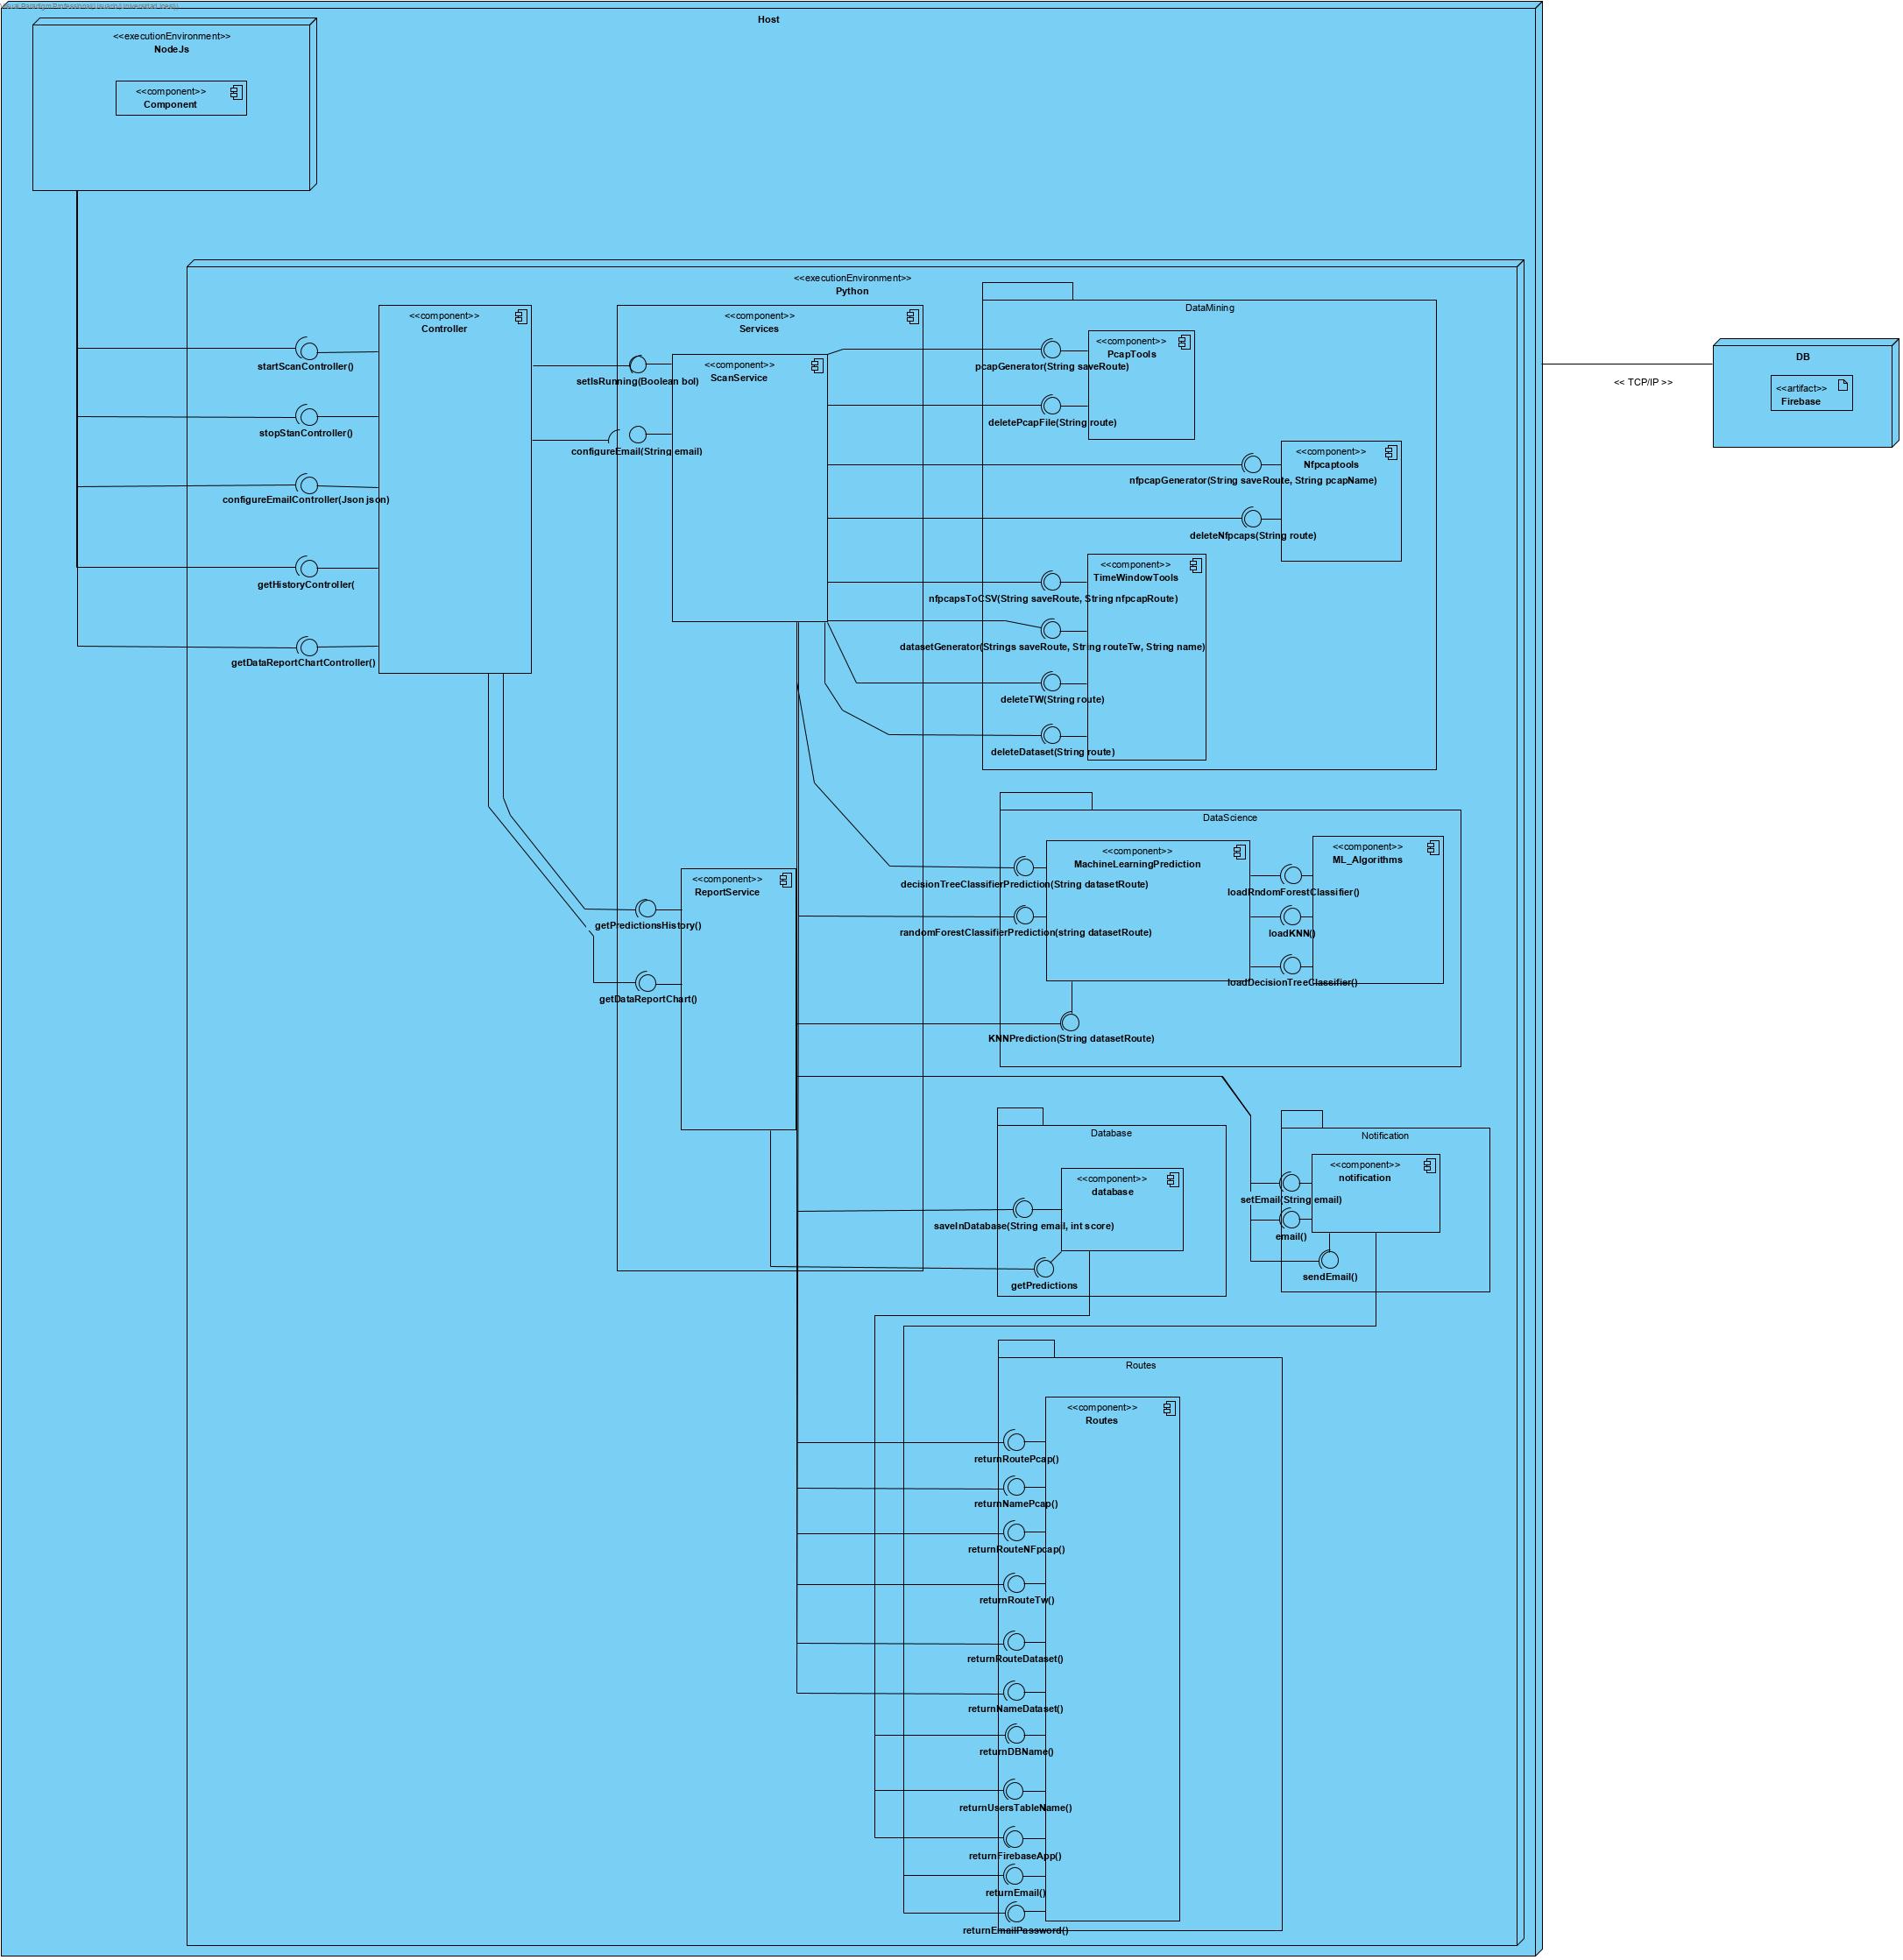 Host
<<executionEnvironment>>
NodeJs
<<component>>
Component
<<executionEnvironment>>
Python
<<component>>
Controller
startScanController()
stopStanController()
configureEmailController(Json json)
getHistoryController(
getDataReportChartController()
<<component>>
Services
<<component>>
ScanService
setIsRunning(Boolean bol)
configureEmail(String email)
<<component>>
ReportService
getPredictionsHistory()
getDataReportChart()
DataMining
<<component>>
PcapTools
pcapGenerator(String saveRoute)
deletePcapFile(String route)
<<component>>
Nfpcaptools
nfpcapGenerator(String saveRoute, String pcapName)
deleteNfpcaps(String route)
<<component>>
TimeWindowTools
nfpcapsToCSV(String saveRoute, String nfpcapRoute)
datasetGenerator(Strings saveRoute, String routeTw, String name)
deleteTW(String route)
deleteDataset(String route)
DataScience
<<component>>
MachineLearningPrediction
<<component>>
ML_Algorithms
decisionTreeClassifierPrediction(String datasetRoute)
loadRndomForestClassifier()
randomForestClassifierPrediction(string datasetRoute)
loadKNN()
loadDecisionTreeClassifier()
KNNPrediction(String datasetRoute)
Database
<<component>>
database
saveInDatabase(String email, int score)
getPredictions
Notification
<<component>>
notification
setEmail(String email)
email()
sendEmail()
Routes
<<component>>
Routes
returnRoutePcap()
returnNamePcap()
returnRouteNFpcap()
returnRouteTw()
returnRouteDataset()
returnNameDataset()
returnDBName()
returnUsersTableName()
returnFirebaseApp()
returnEmail()
returnEmailPassword()
<< TCP/IP >>
DB
<<artifact>>
Firebase